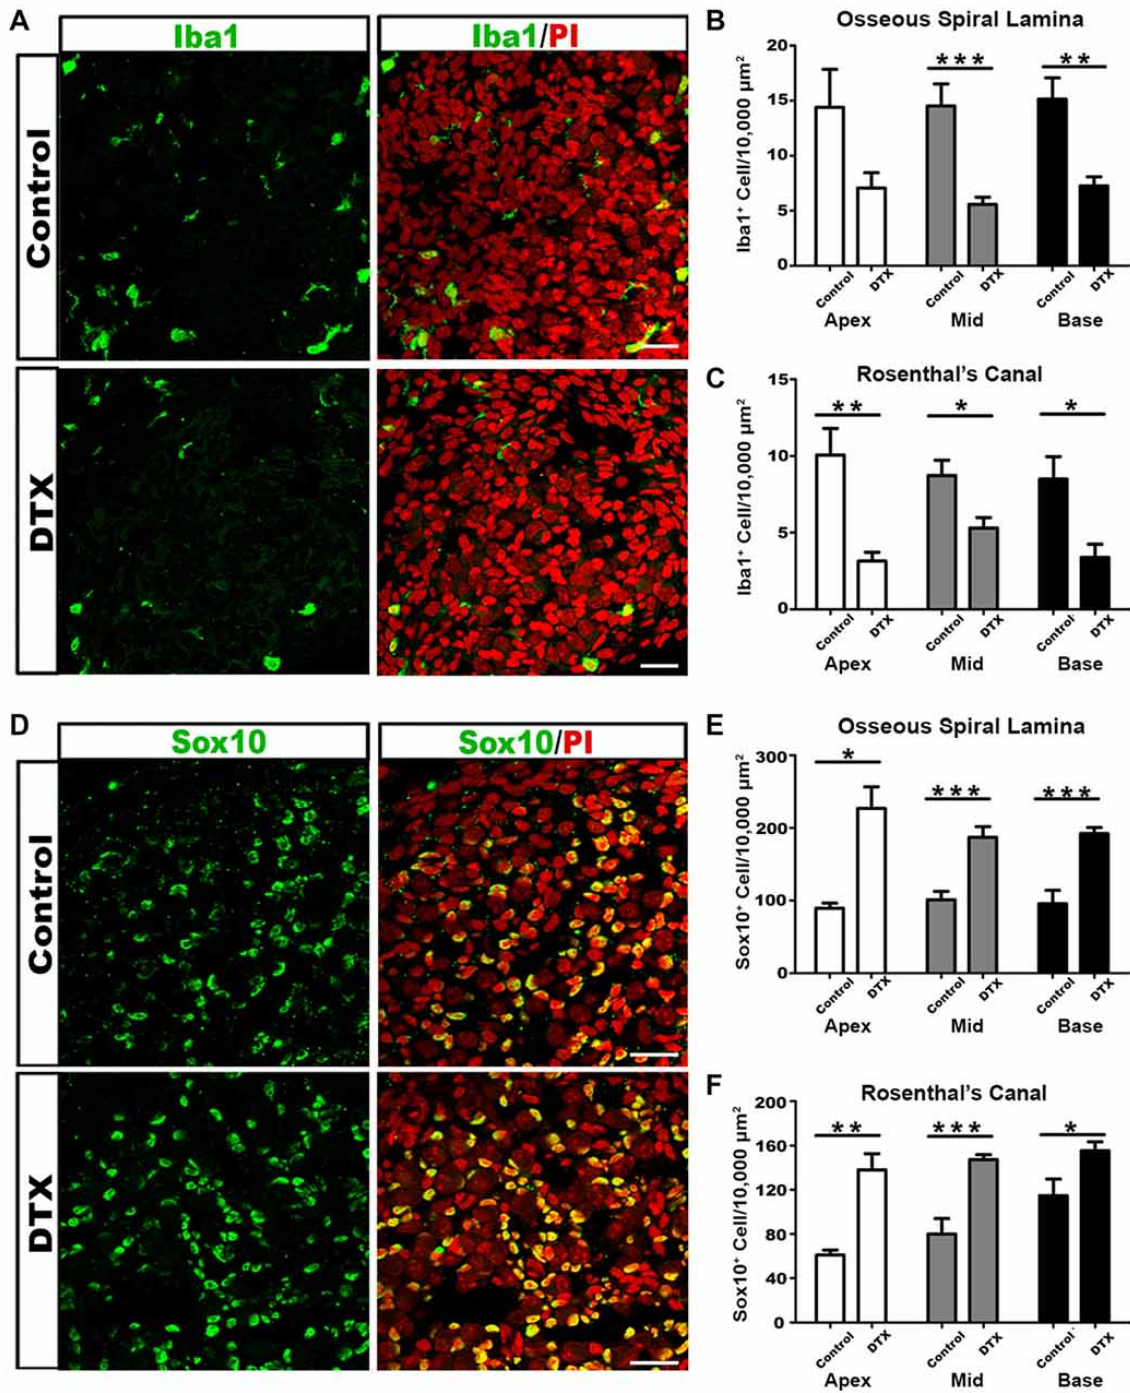 A
Iba1
Iba1/PI
Control
DTX
B
Osseous Spiral Lamina
Iba1⁺ Cell/10,000 µm²
20
15
10
5
0
***
**
Control DTX Control DTX Control DTX
Apex Mid Base
C
Rosenthal's Canal
Iba1⁺ Cell/10,000 µm²
15
10
5
0
** * *
Control DTX Control DTX Control DTX
Apex Mid Base
D
Sox10
Sox10/PI
Control
DTX
E
Osseous Spiral Lamina
Sox10⁺ Cell/10,000 µm²
300
200
100
0
* *** ***
Control DTX Control DTX Control DTX
Apex Mid Base
F
Rosenthal's Canal
Sox10⁺ Cell/10,000 µm²
200
160
120
80
40
0
** *** *
Control DTX Control DTX Control DTX
Apex Mid Base